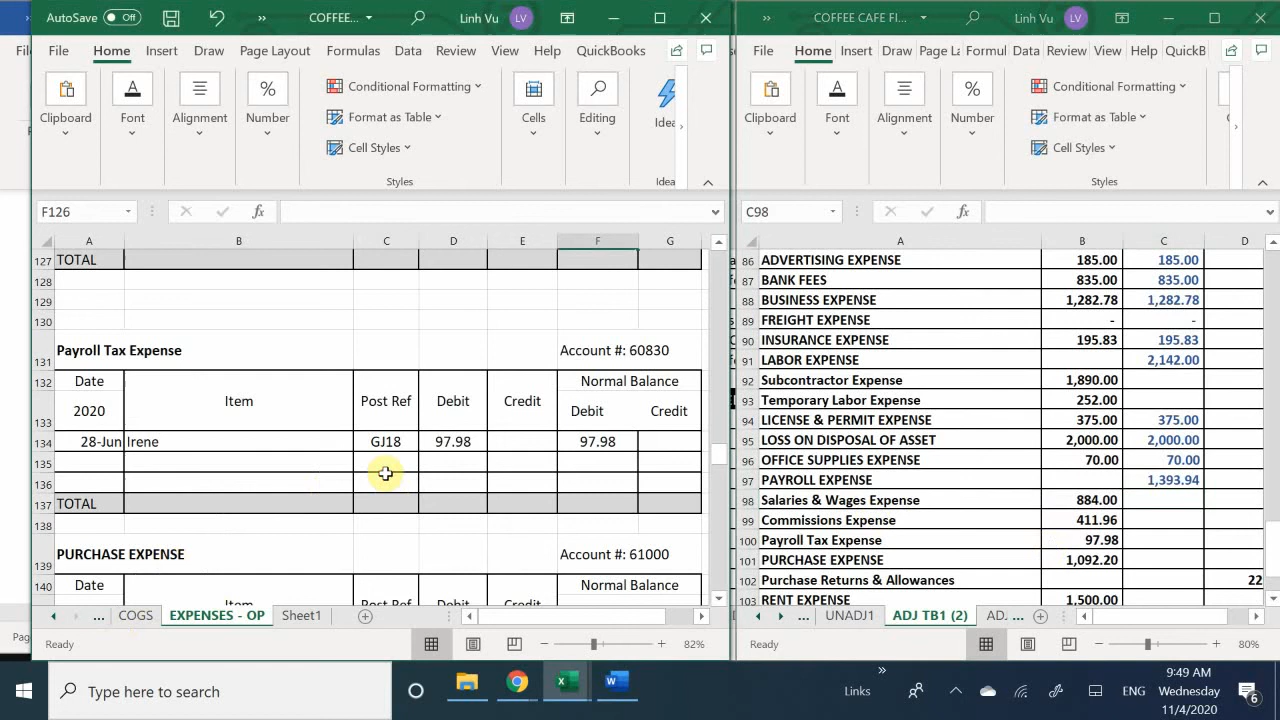 AutoSave Off COFFEE... Linh Vu LV
File Home Insert Draw Page Layout Formulas Data Review View Help QuickBooks
Clipboard Font Alignment Number Conditional Formatting Format as Table Cell Styles Styles Cells Editing Idea
F126 fx
A B C D E F G
127 TOTAL
128
129
130
131 Payroll Tax Expense Account #: 60830
132 Date Normal Balance
133 2020 Item Post Ref Debit Credit Debit Credit
134 28-Jun Irene GJ18 97.98 97.98
135
136
137 TOTAL
138
139 PURCHASE EXPENSE Account #: 61000
140 Date Normal Balance
Item Post Ref Debit Credit
... COGS EXPENSES - OP Sheet1
Ready 82%
COFFEE CAFE FI... Linh Vu LV
File Home Insert Draw Page La Formul Data Review View Help QuickB
Clipboard Font Alignment Number Conditional Formatting Format as Table Cell Styles Styles
C98 fx
A B C D
86 ADVERTISING EXPENSE 185.00 185.00
87 BANK FEES 835.00 835.00
88 BUSINESS EXPENSE 1,282.78 1,282.78
89 FREIGHT EXPENSE - -
90 INSURANCE EXPENSE 195.83 195.83
91 LABOR EXPENSE 2,142.00
92 Subcontractor Expense 1,890.00
93 Temporary Labor Expense 252.00
94 LICENSE & PERMIT EXPENSE 375.00 375.00
95 LOSS ON DISPOSAL OF ASSET 2,000.00 2,000.00
96 OFFICE SUPPLIES EXPENSE 70.00 70.00
97 PAYROLL EXPENSE 1,393.94
98 Salaries & Wages Expense 884.00
99 Commissions Expense 411.96
100 Payroll Tax Expense 97.98
101 PURCHASE EXPENSE 1,092.20
102 Purchase Returns & Allowances 22
103 RENT EXPENSE 1,500.00
... UNADJ1 ADJ TB1 (2) AD. ...
Ready 80%
Type here to search Links ENG 9:49 AM
Wednesday
11/4/2020 6